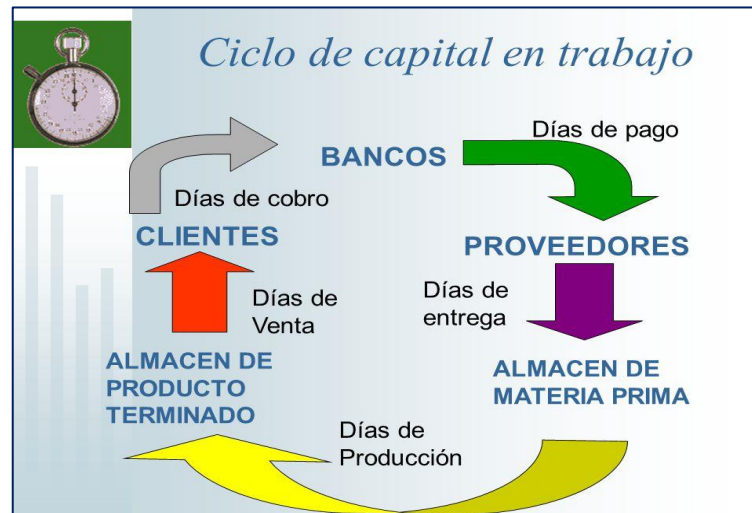 Ciclo de capital en trabajo
Días de pago
BANCOS
Días de cobro
CLIENTES
PROVEEDORES
Días de
Venta
Días de
entrega
ALMACEN DE
PRODUCTO
TERMINADO
ALMACEN DE
MATERIA PRIMA
Días de
Producción